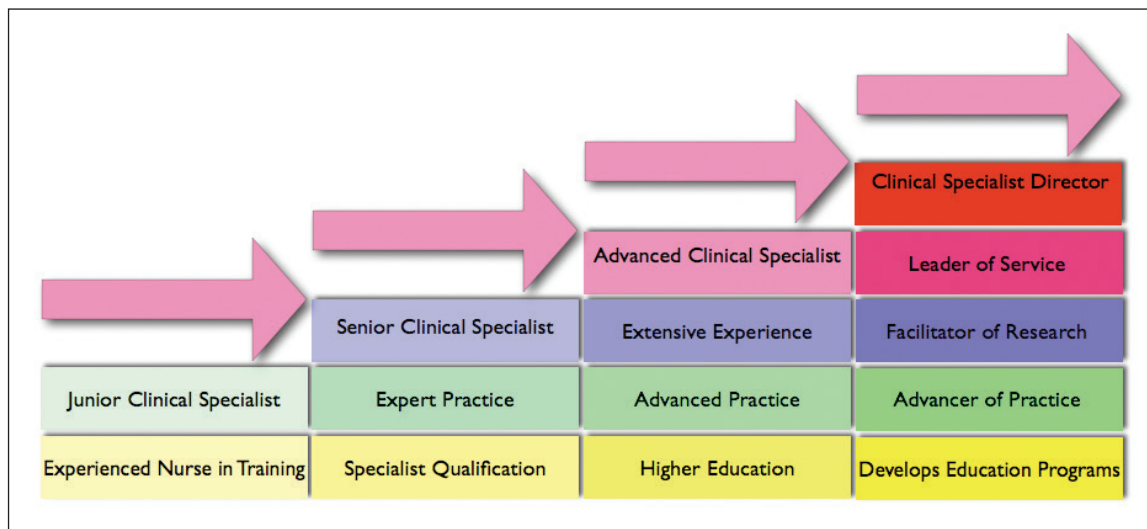 Clinical Specialist Director
Advanced Clinical Specialist
Leader of Service
Senior Clinical Specialist
Extensive Experience
Facilitator of Research
Junior Clinical Specialist
Expert Practice
Advanced Practice
Advancer of Practice
Experienced Nurse in Training
Specialist Qualification
Higher Education
Develops Education Programs